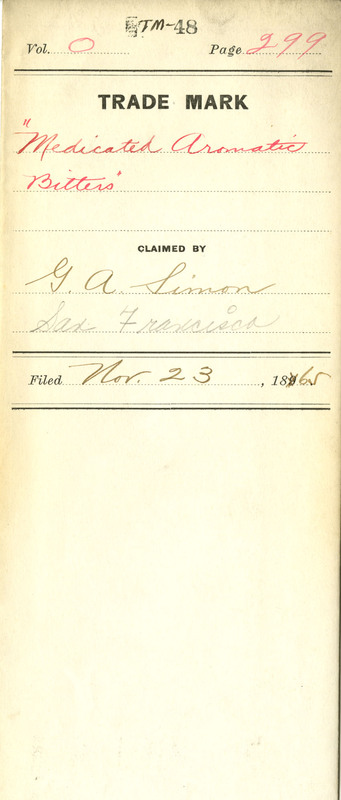 TM-48
Vol. 0 Page 299
TRADE MARK
"Medicated Aromatic
Bitters"
CLAIMED BY
G. A. Simon
San Francisco
Filed Nov. 23, 1865